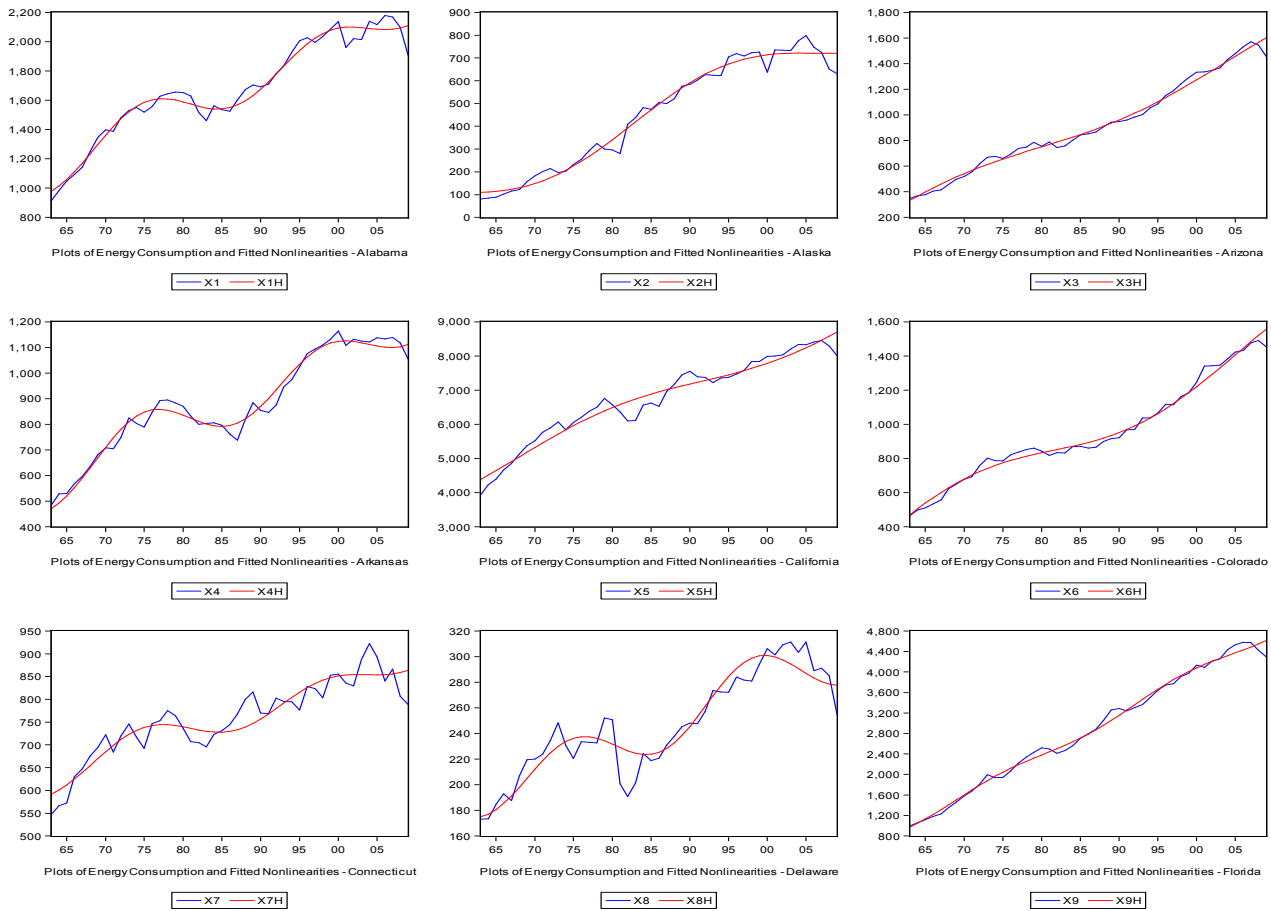 2,200
2,000
1,800
1,600
1,400
1,200
1,000
800
65 70 75 80 85 90 95 00 05
Plots of Energy Consumption and Fitted Nonlinearities - Alabama
X1 X1H
900
800
700
600
500
400
300
200
100
0
65 70 75 80 85 90 95 00 05
Plots of Energy Consumption and Fitted Nonlinearities - Alaska
X2 X2H
1,800
1,600
1,400
1,200
1,000
800
600
400
200
65 70 75 80 85 90 95 00 05
Plots of Energy Consumption and Fitted Nonlinearities - Arizona
X3 X3H
1,200
1,100
1,000
900
800
700
600
500
400
65 70 75 80 85 90 95 00 05
Plots of Energy Consumption and Fitted Nonlinearities - Arkansas
X4 X4H
9,000
8,000
7,000
6,000
5,000
4,000
3,000
65 70 75 80 85 90 95 00 05
Plots of Energy Consumption and Fitted Nonlinearities - California
X5 X5H
1,600
1,400
1,200
1,000
800
600
400
65 70 75 80 85 90 95 00 05
Plots of Energy Consumption and Fitted Nonlinearities - Colorado
X6 X6H
950
900
850
800
750
700
650
600
550
500
65 70 75 80 85 90 95 00 05
Plots of Energy Consumption and Fitted Nonlinearities - Connecticut
X7 X7H
320
300
280
260
240
220
200
180
160
65 70 75 80 85 90 95 00 05
Plots of Energy Consumption and Fitted Nonlinearities - Delaware
X8 X8H
4,800
4,400
4,000
3,600
3,200
2,800
2,400
2,000
1,600
1,200
800
65 70 75 80 85 90 95 00 05
Plots of Energy Consumption and Fitted Nonlinearities - Florida
X9 X9H